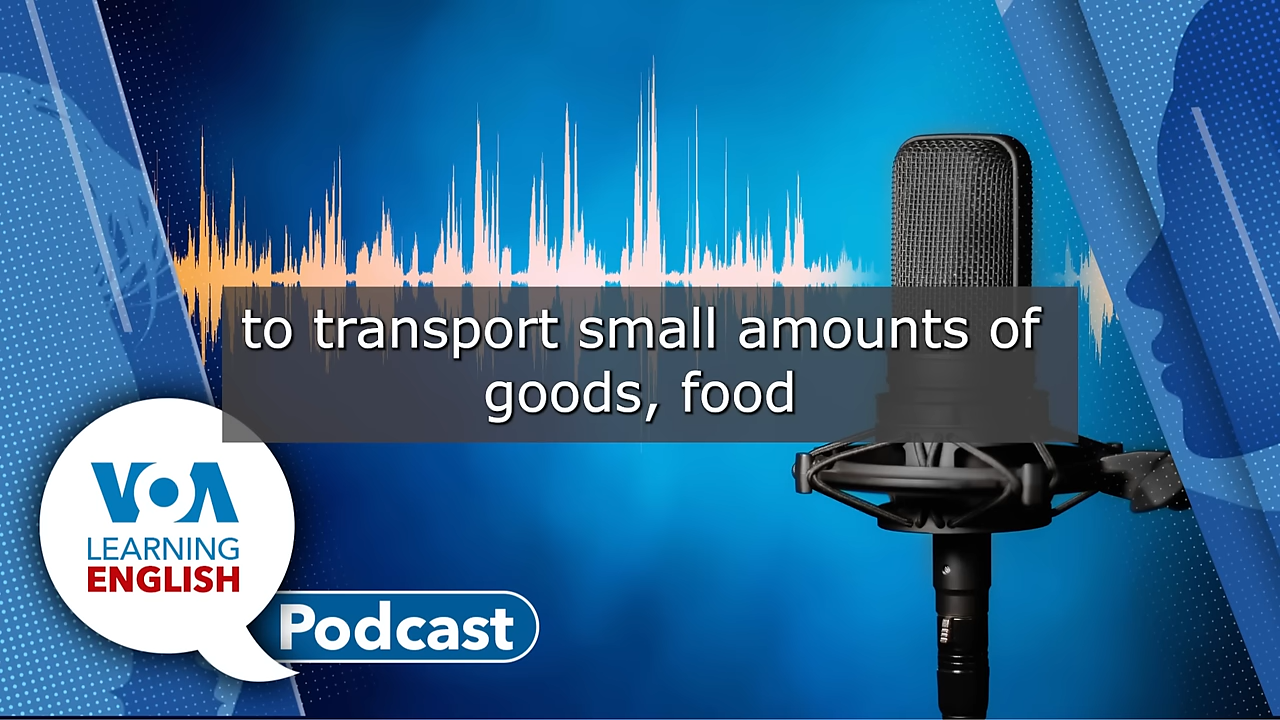 to transport small amounts of
goods, food
VOA
LEARNING
ENGLISH
Podcast